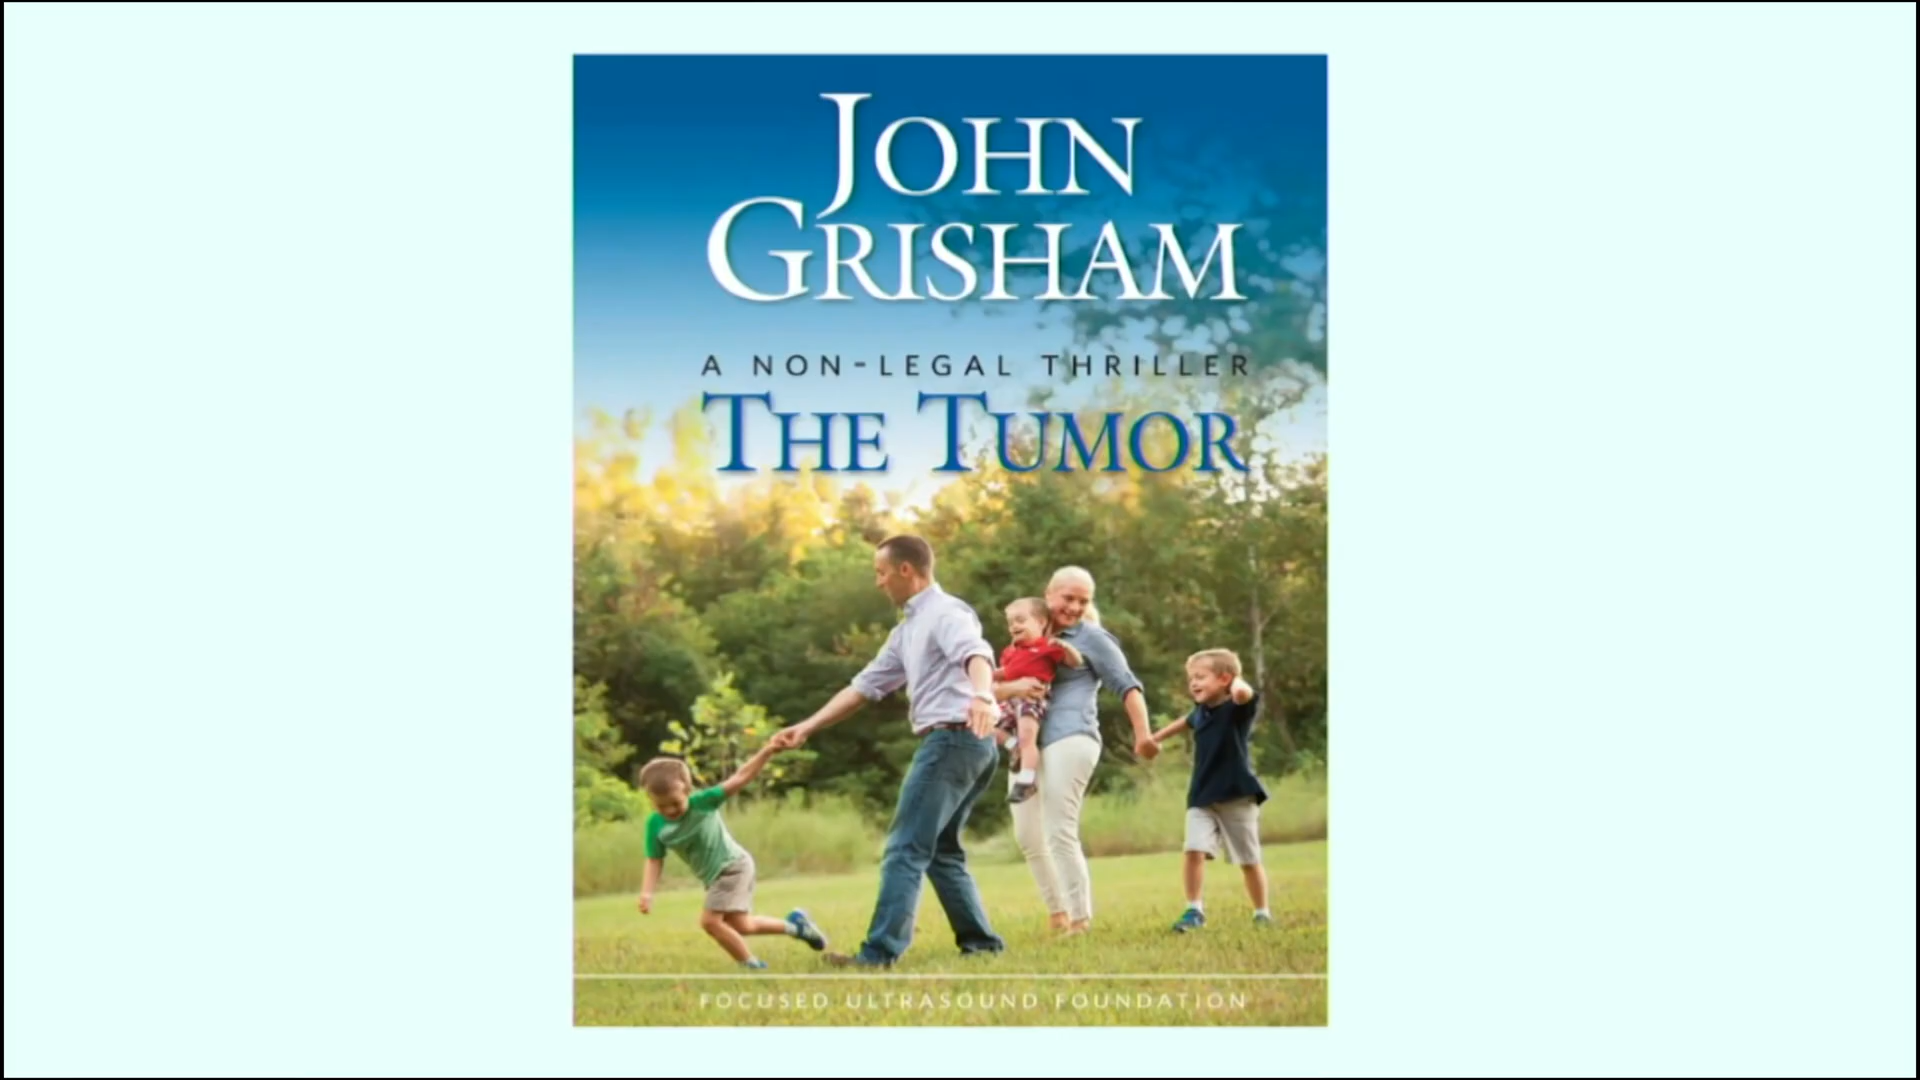 JOHN
GRISHAM
A NON-LEGAL THRILLER
THE TUMOR
FOCUSED ULTRASOUND FOUNDATION